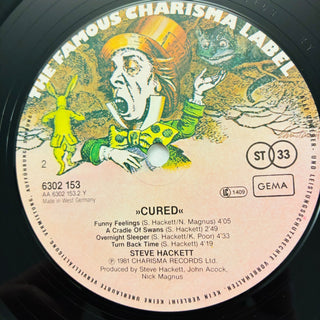 THE FAMOUS CHARISMA LABEL
2
6302 153
AA 6302 153.2 Y
Made in West Germany
ST 33
LC 1409
GEMA
»CURED«
Funny Feelings (S. Hackett/N. Magnus) 4'05
A Cradle Of Swans (S. Hackett) 2'49
Overnight Sleeper (S. Hackett/K. Poor) 4'33
Turn Back Time (S. Hackett) 4'19
STEVE HACKETT
℗ 1981 CHARISMA RECORDS Ltd.
Produced by Steve Hackett, John Acock,
Nick Magnus